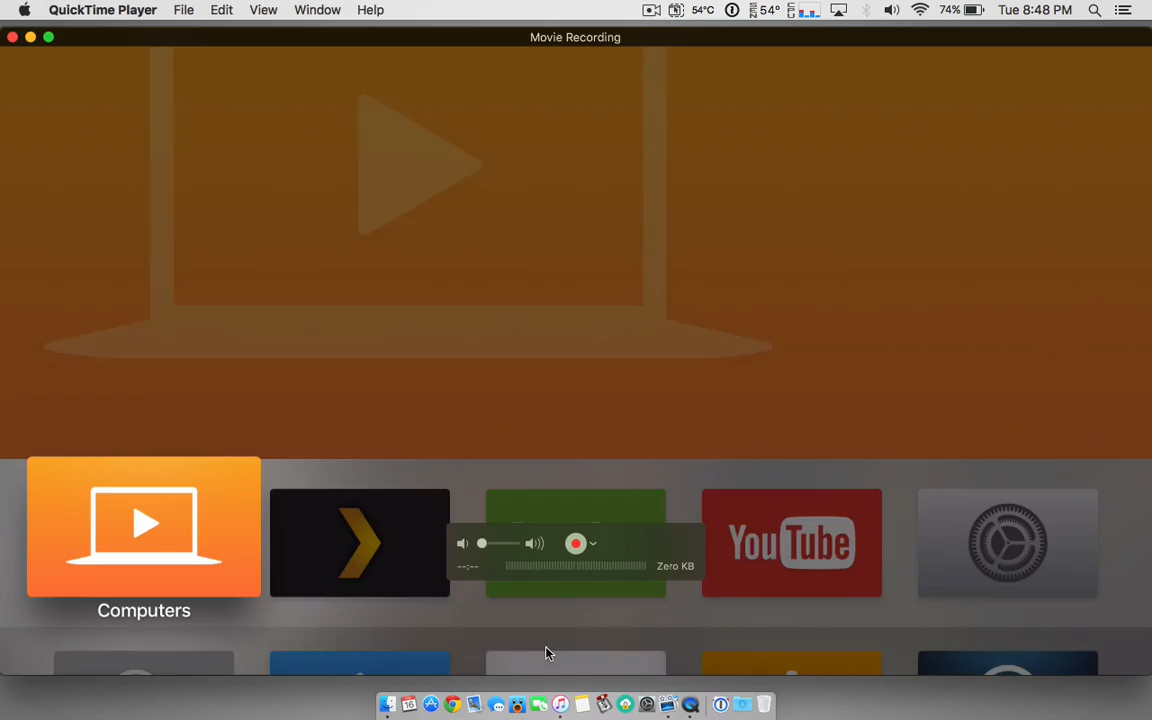 QuickTime Player File Edit View Window Help 54°C 54° 74% Tue 8:48 PM
Movie Recording
YouTube
--:-- Zero KB
Computers
16